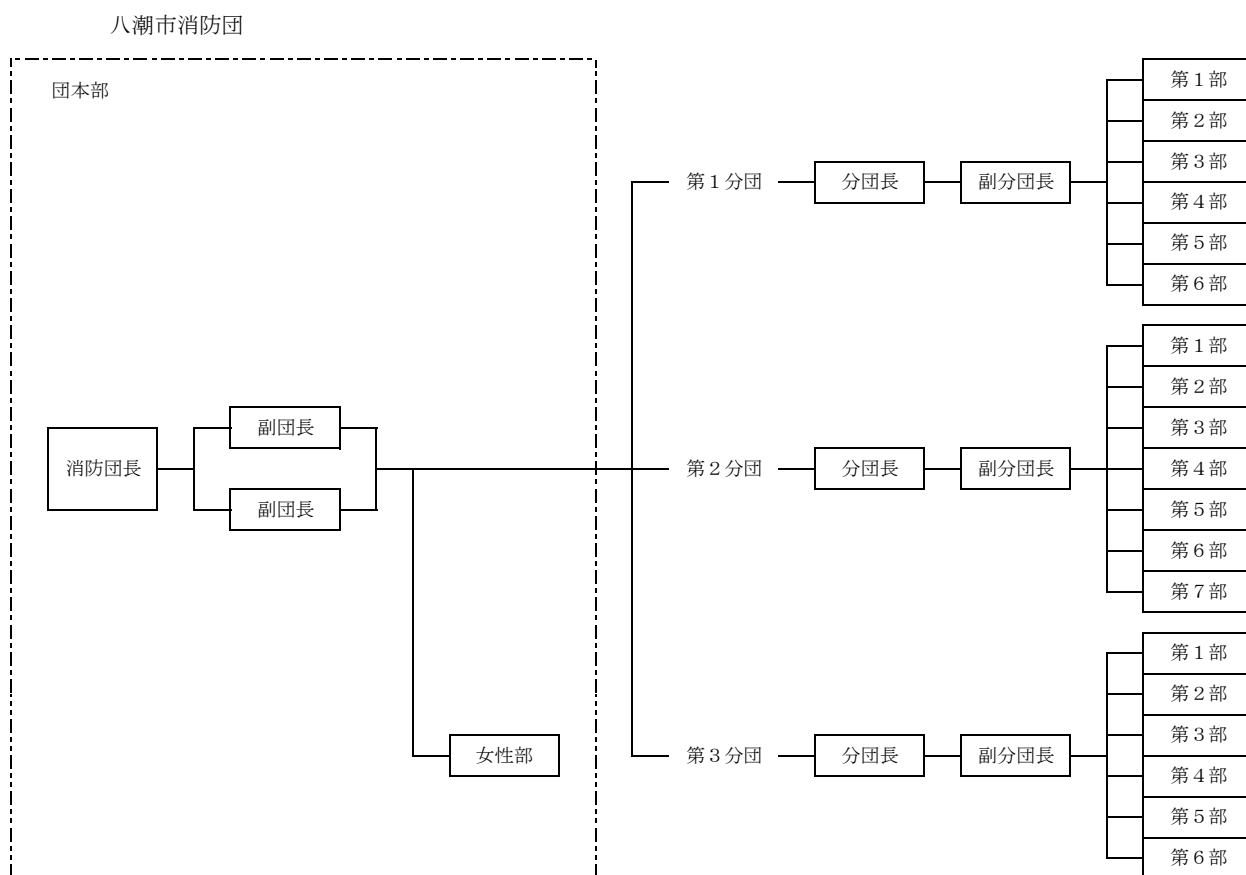 八潮市消防団
団本部
消防団長
副団長
副団長
女性部
第１分団
分団長
副分団長
第１部
第２部
第３部
第４部
第５部
第６部
第２分団
分団長
副分団長
第１部
第２部
第３部
第４部
第５部
第６部
第７部
第３分団
分団長
副分団長
第１部
第２部
第３部
第４部
第５部
第６部